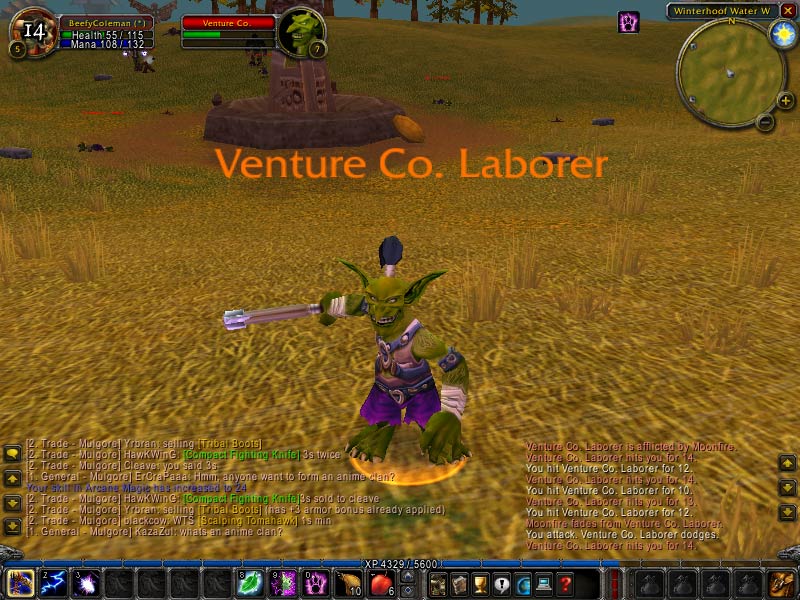 BeefyColeman (*)
14
Health 55 / 115
Mana 108 / 132
5
Venture Co.
7
Winterhoof Water W
N
Venture Co. Laborer
[2. Trade - Mulgore] Yrbran: selling [Tribal Boots]
[2. Trade - Mulgore] HawKWinG: [Compact Fighting Knife] 3s twice
[2. Trade - Mulgore] Cleave: you said 3s
[1. General - Mulgore] ErCraPaaa: Hmm, anyone want to form an anime clan?
Your skill in Arcane Magic has increased to 24
[2. Trade - Mulgore] HawKWinG: [Compact Fighting Knife]3s sold to cleave
[2. Trade - Mulgore] Yrbran: selling [Tribal Boots] (has +3 armor bonus already applied)
[2. Trade - Mulgore] blackcow: WTS [Scalping Tomahawk] 1s min
[1. General - Mulgore] KazaZul: whats an anime clan?
Venture Co. Laborer is afflicted by Moonfire.
Venture Co. Laborer hits you for 14.
You hit Venture Co. Laborer for 12.
Venture Co. Laborer hits you for 14.
You hit Venture Co. Laborer for 10.
Venture Co. Laborer hits you for 13.
You hit Venture Co. Laborer for 12.
Moonfire fades from Venture Co. Laborer.
You attack. Venture Co. Laborer dodges.
Venture Co. Laborer hits you for 14.
XP 4329 / 5600
2 3 8 9 0 10 6